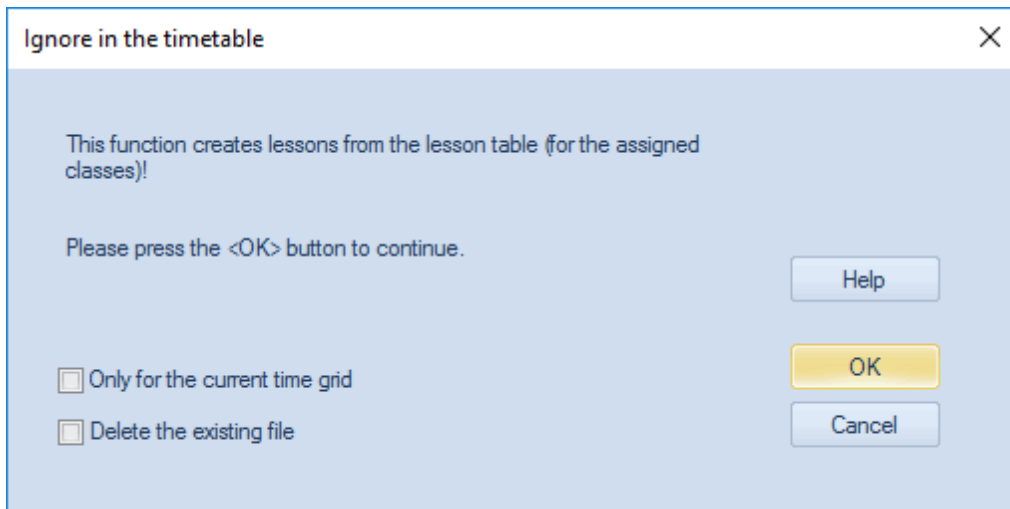 Ignore in the timetable
This function creates lessons from the lesson table (for the assigned
classes)!
Please press the <OK> button to continue.
Help
Only for the current time grid
OK
Delete the existing file
Cancel